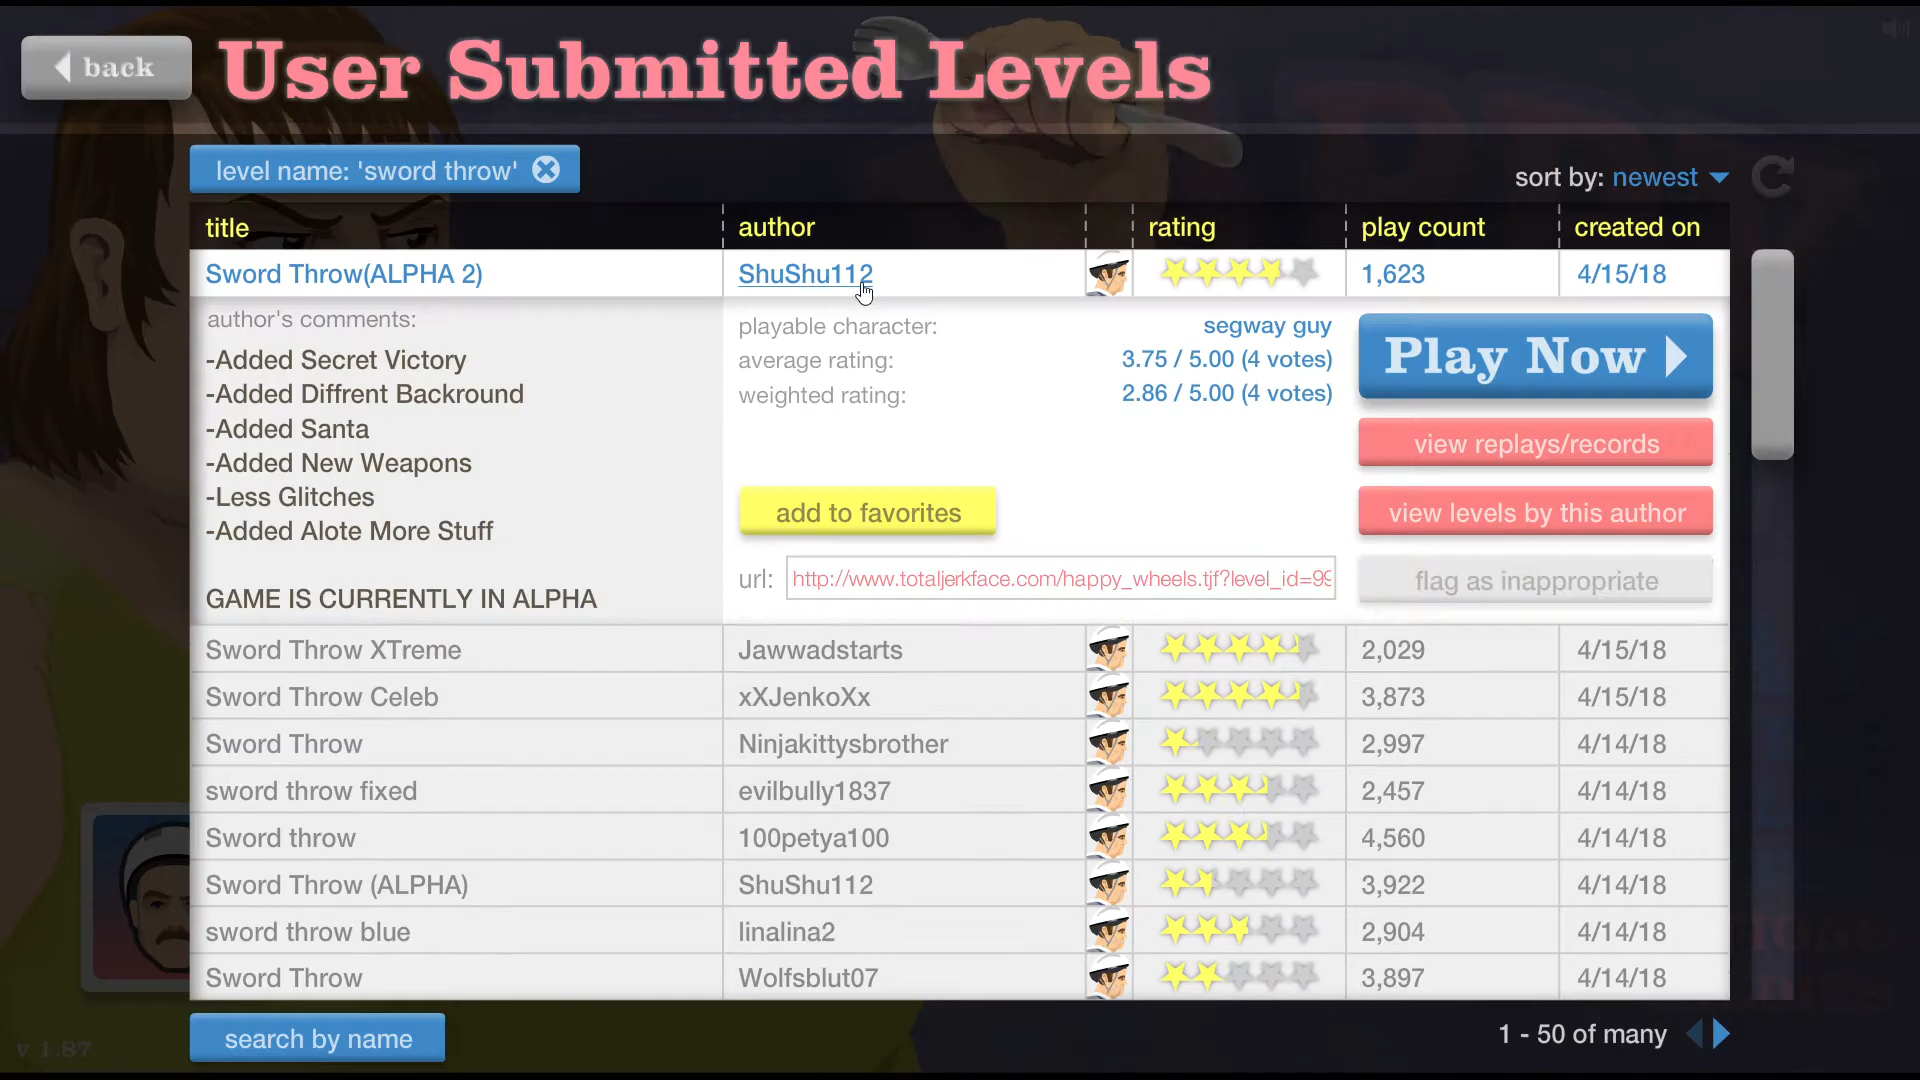 back
User Submitted Levels
level name: 'sword throw'
sort by: newest
title author rating play count created on
Sword Throw(ALPHA 2) ShuShu112 1,623 4/15/18
author's comments:
-Added Secret Victory
-Added Diffrent Backround
-Added Santa
-Added New Weapons
-Less Glitches
-Added Alote More Stuff
GAME IS CURRENTLY IN ALPHA
playable character: segway guy
average rating: 3.75 / 5.00 (4 votes)
weighted rating: 2.86 / 5.00 (4 votes)
add to favorites
url: http://www.totaljerkface.com/happy_wheels.tjf?level_id=99
Play Now
view replays/records
view levels by this author
flag as inappropriate
Sword Throw XTreme Jawwadstarts 2,029 4/15/18
Sword Throw Celeb xXJenkoXx 3,873 4/15/18
Sword Throw Ninjakittysbrother 2,997 4/14/18
sword throw fixed evilbully1837 2,457 4/14/18
Sword throw 100petya100 4,560 4/14/18
Sword Throw (ALPHA) ShuShu112 3,922 4/14/18
sword throw blue linalina2 2,904 4/14/18
Sword Throw Wolfsblut07 3,897 4/14/18
search by name
1 - 50 of many
v 1.87